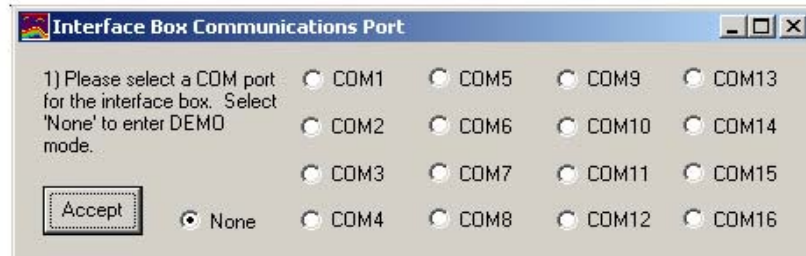 Interface Box Communications Port
1) Please select a COM port
for the interface box.  Select
'None' to enter DEMO
mode.
COM1 COM5 COM9 COM13
COM2 COM6 COM10 COM14
COM3 COM7 COM11 COM15
Accept None COM4 COM8 COM12 COM16